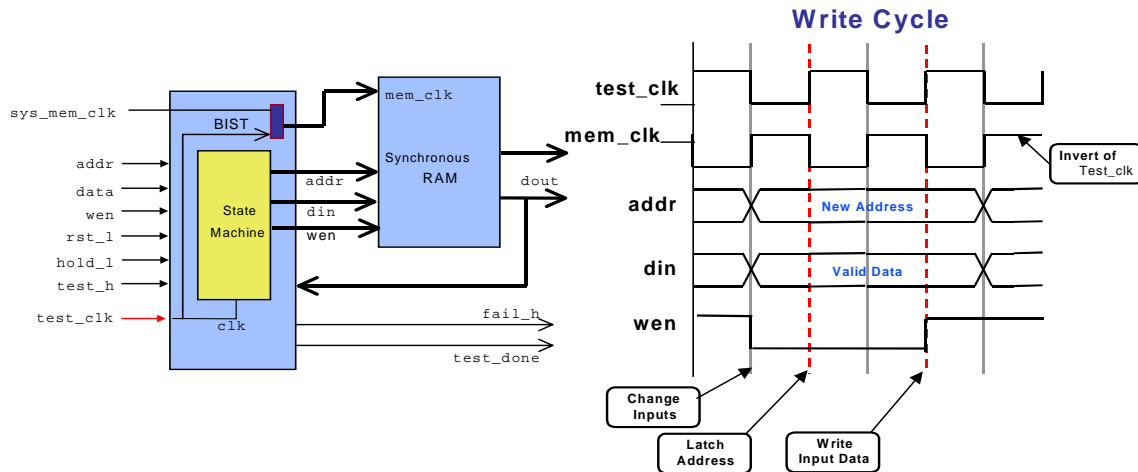 Write Cycle
sys_mem_clk
BIST
mem_clk
Synchronous
RAM
addr
data
wen
rst_l
hold_l
test_h
test_clk
State
Machine
clk
addr
din
wen
dout
fail_h
test_done
test_clk
mem_clk
Invert of
Test_clk
addr
New Address
din
Valid Data
wen
Change
Inputs
Latch
Address
Write
Input Data